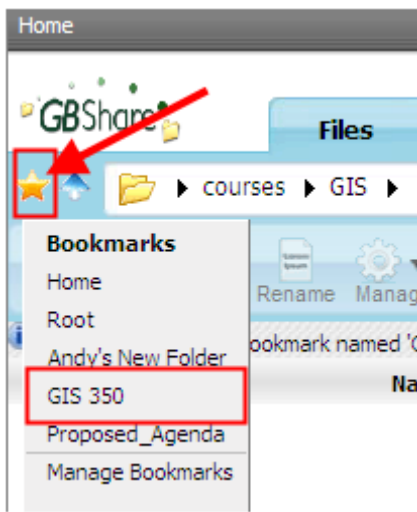 Home
GBShare
Files
courses GIS
Bookmarks
Home
Root
Andy's New Folder
GIS 350
Proposed_Agenda
Manage Bookmarks
Rename Manag
ookmark named 'G
Na